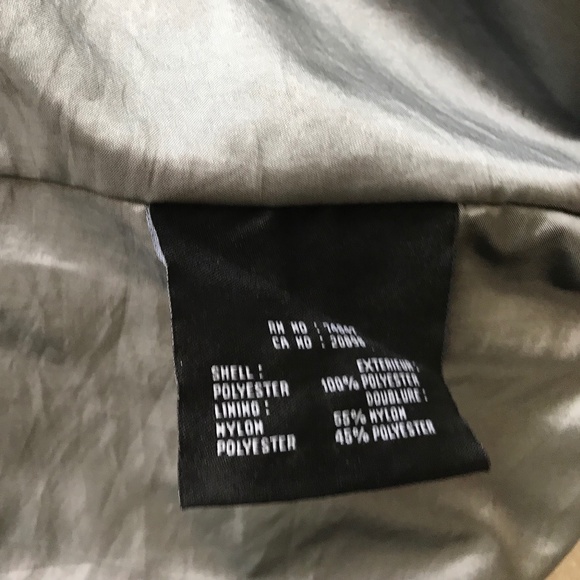 RN NO :
CA NO :
SHELL : EXTERIEUR :
POLYESTER 100% POLYESTER
LINING : DOUBLURE :
NYLON 55% NYLON
POLYESTER 45% POLYESTER